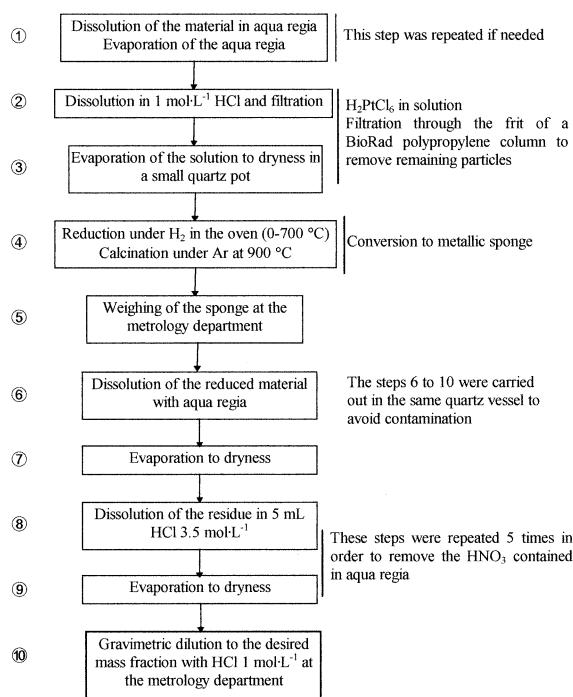 ①
Dissolution of the material in aqua regia
Evaporation of the aqua regia
This step was repeated if needed
②
Dissolution in 1 mol·L⁻¹ HCl and filtration
H₂PtCl₆ in solution
Filtration through the frit of a
BioRad polypropylene column to
remove remaining particles
③
Evaporation of the solution to dryness in
a small quartz pot
④
Reduction under H₂ in the oven (0-700 °C)
Calcination under Ar at 900 °C
Conversion to metallic sponge
⑤
Weighing of the sponge at the
metrology department
⑥
Dissolution of the reduced material
with aqua regia
The steps 6 to 10 were carried
out in the same quartz vessel to
avoid contamination
⑦
Evaporation to dryness
⑧
Dissolution of the residue in 5 mL
HCl 3.5 mol·L⁻¹
These steps were repeated 5 times in
order to remove the HNO₃ contained
in aqua regia
⑨
Evaporation to dryness
⑩
Gravimetric dilution to the desired
mass fraction with HCl 1 mol·L⁻¹ at
the metrology department